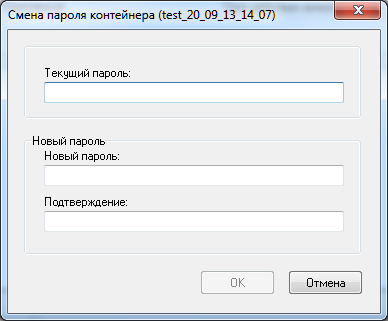 Смена пароля контейнера (test_20_09_13_14_07)
Текущий пароль:
Новый пароль
Новый пароль:
Подтверждение:
OK
Отмена